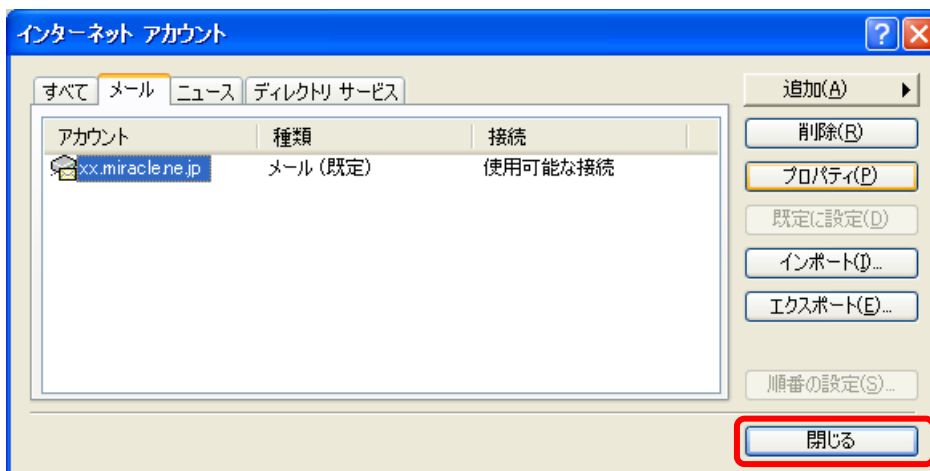 インターネット アカウント
すべて メール ニュース ディレクトリ サービス
アカウント 種類 接続
xx.miracle.ne.jp メール (既定) 使用可能な接続
追加(A)
削除(R)
プロパティ(P)
既定に設定(D)
インポート(I)...
エクスポート(E)...
順番の設定(S)...
閉じる